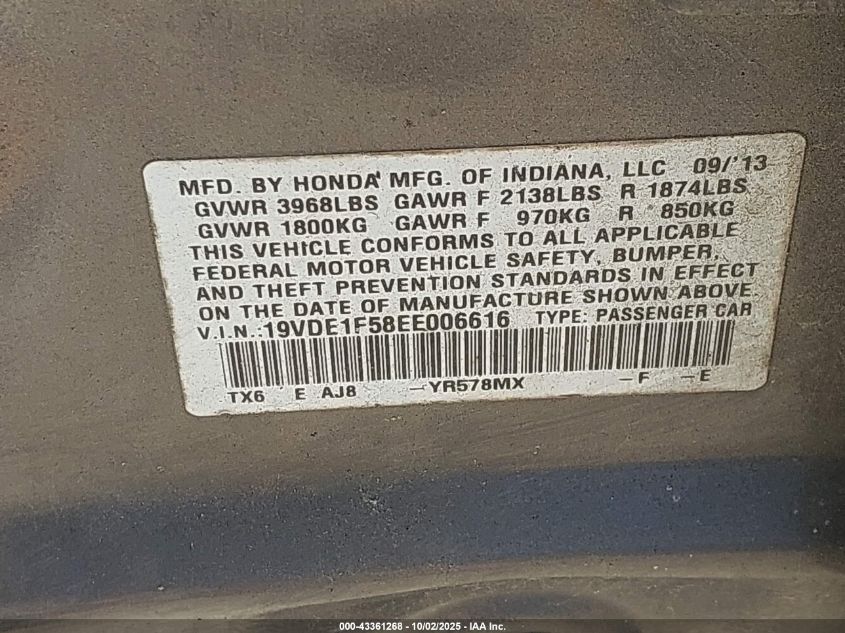 MFD. BY HONDA MFG. OF INDIANA, LLC 09/'13
GVWR 3968LBS GAWR F 2138LBS R 1874LBS
GVWR 1800KG GAWR F 970KG R 850KG
THIS VEHICLE CONFORMS TO ALL APPLICABLE
FEDERAL MOTOR VEHICLE SAFETY, BUMPER,
AND THEFT PREVENTION STANDARDS IN EFFECT
ON THE DATE OF MANUFACTURE SHOWN ABOVE.
V.I.N.:19VDE1F58EE006616 TYPE: PASSENGER CAR
TX6 E AJ8 -YR578MX -F -E
000-43361268 - 10/02/2025 - IAA Inc.